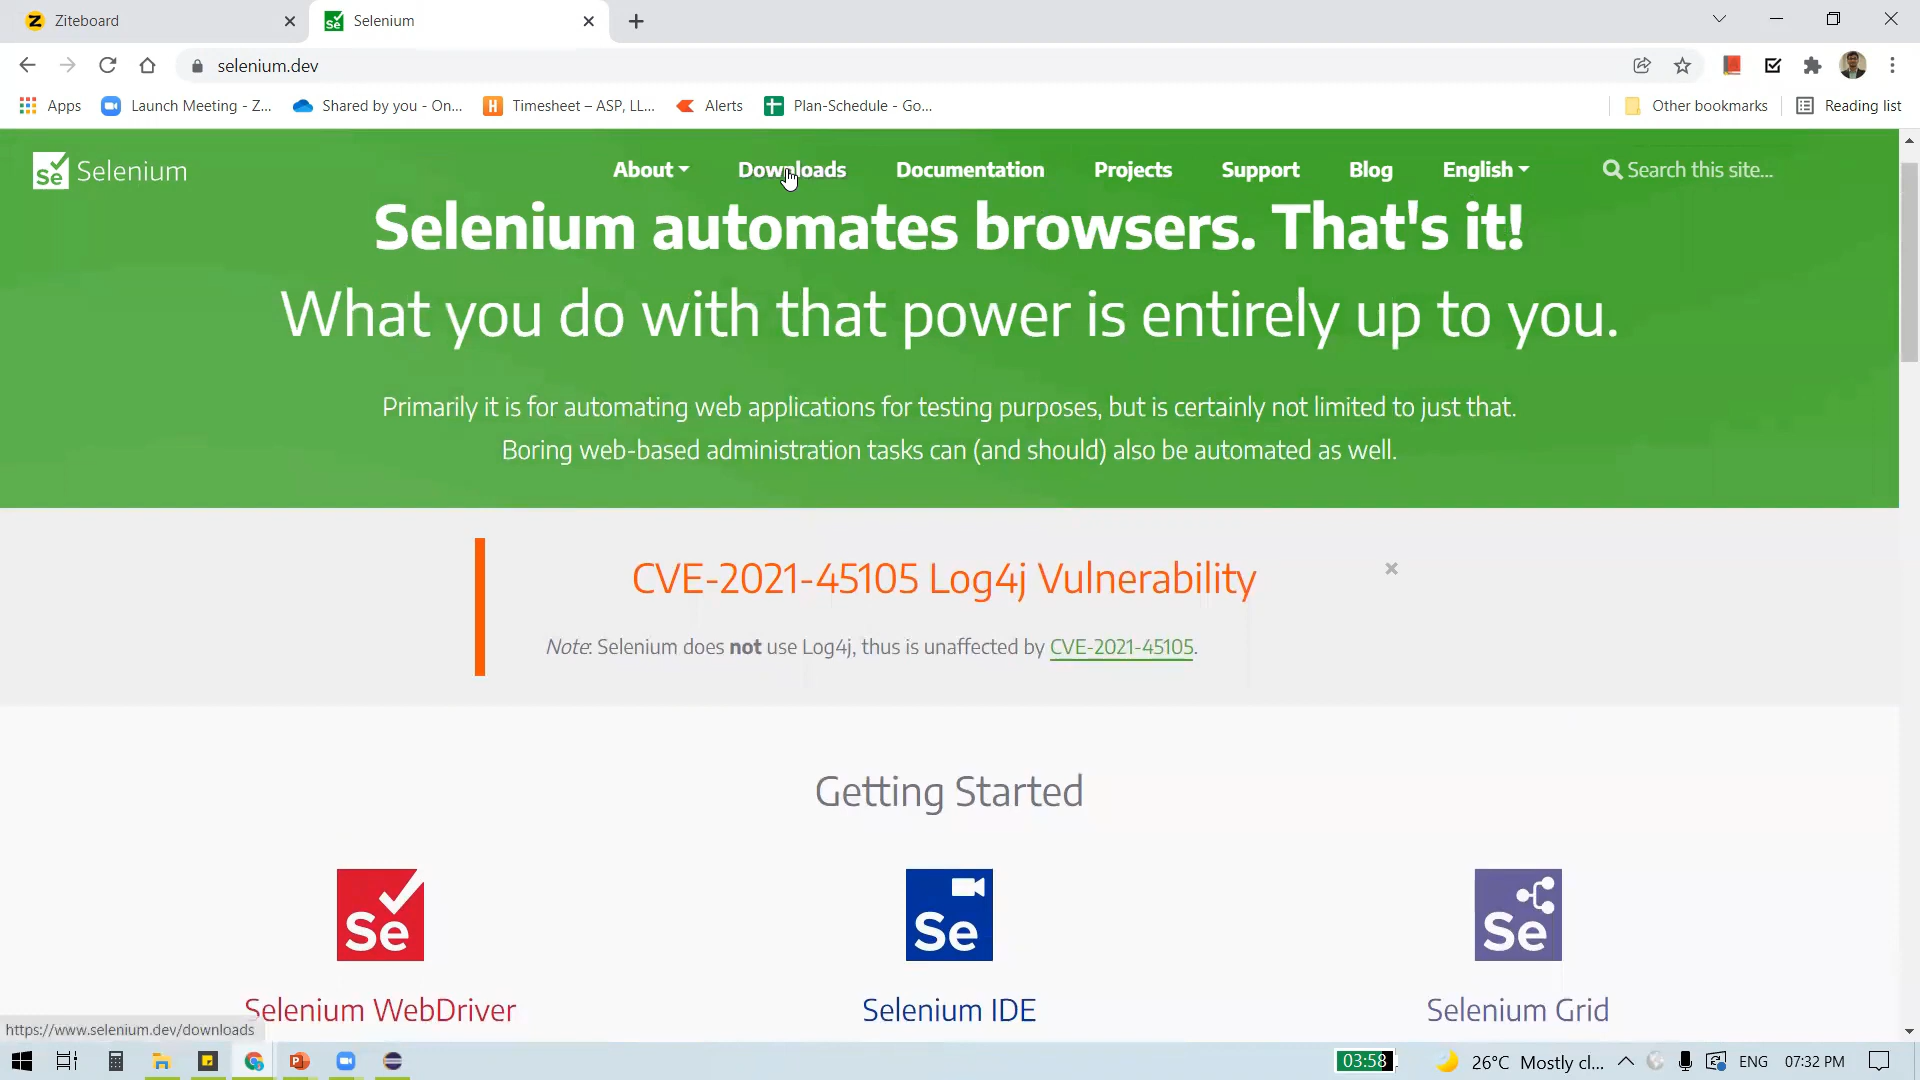 Ziteboard
Selenium
selenium.dev
Apps
Launch Meeting - Z...
Shared by you - On...
Timesheet – ASP, LL...
Alerts
Plan-Schedule - Go...
Other bookmarks
Reading list
Se Selenium
About
Downloads
Documentation
Projects
Support
Blog
English
Search this site...
Selenium automates browsers. That's it!
What you do with that power is entirely up to you.
Primarily it is for automating web applications for testing purposes, but is certainly not limited to just that.
Boring web-based administration tasks can (and should) also be automated as well.
CVE-2021-45105 Log4j Vulnerability
Note: Selenium does not use Log4j, thus is unaffected by CVE-2021-45105.
Getting Started
Se
Se
Se
Selenium WebDriver
Selenium IDE
Selenium Grid
https://www.selenium.dev/downloads
03:58
26°C Mostly cl...
ENG
07:32 PM